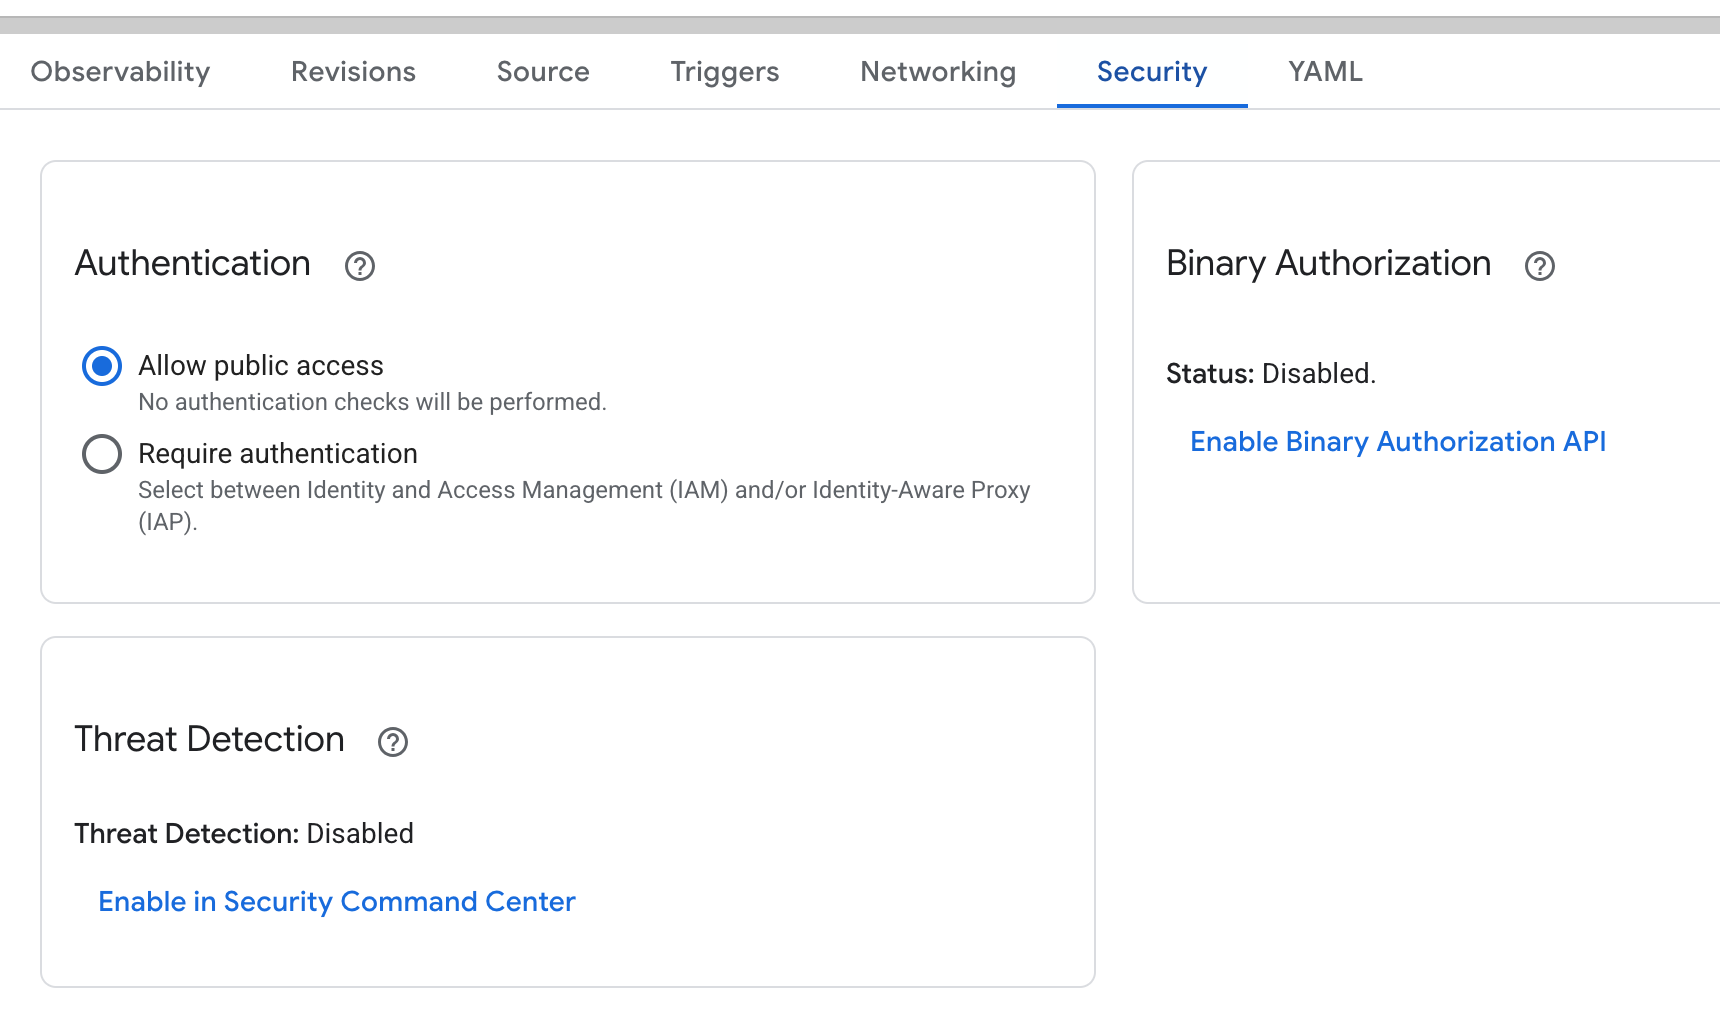 Observability Revisions Source Triggers Networking Security YAML
Authentication
Allow public access
No authentication checks will be performed.
Require authentication
Select between Identity and Access Management (IAM) and/or Identity-Aware Proxy
(IAP).
Binary Authorization
Status: Disabled.
Enable Binary Authorization API
Threat Detection
Threat Detection: Disabled
Enable in Security Command Center